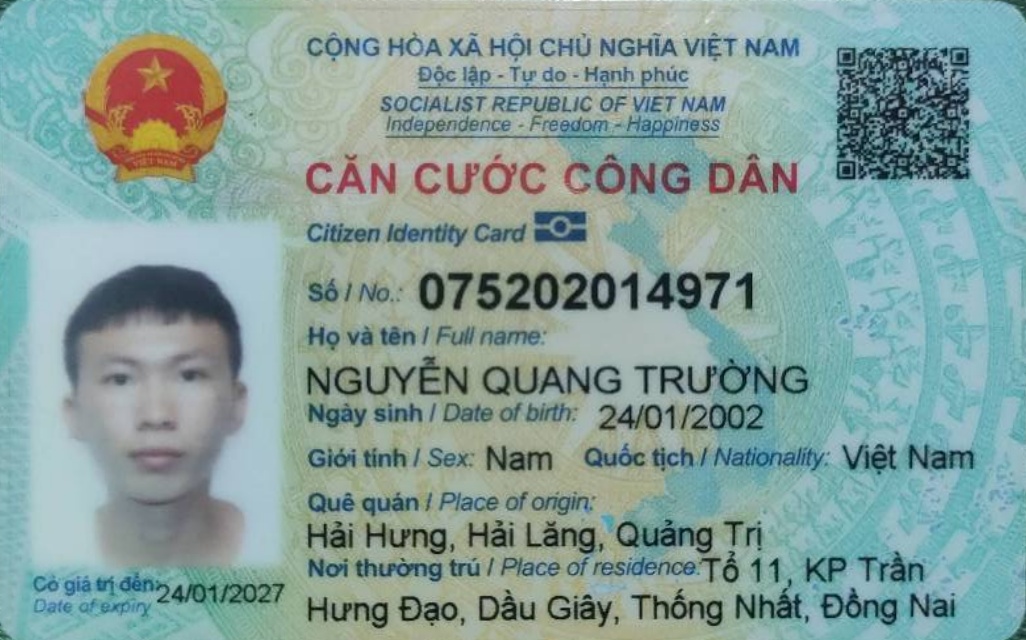 CỘNG HÒA XÃ HỘI CHỦ NGHĨA VIỆT NAM
Độc lập - Tự do - Hạnh phúc
SOCIALIST REPUBLIC OF VIET NAM
Independence - Freedom - Happiness
CĂN CƯỚC CÔNG DÂN
Citizen Identity Card
Số / No.: 075202014971
Họ và tên / Full name:
NGUYỄN QUANG TRƯỜNG
Ngày sinh / Date of birth: 24/01/2002
Giới tính / Sex: Nam Quốc tịch / Nationality: Việt Nam
Quê quán / Place of origin:
Hải Hưng, Hải Lăng, Quảng Trị
Nơi thường trú / Place of residence: Tổ 11, KP Trần
Hưng Đạo, Dầu Giây, Thống Nhất, Đồng Nai
Có giá trị đến: 24/01/2027
Date of expiry